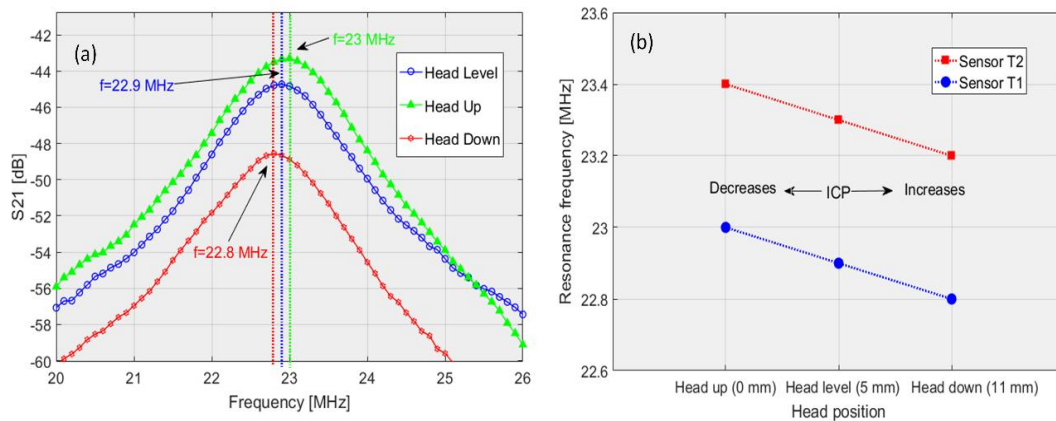 (a)
f=23 MHz
f=22.9 MHz
f=22.8 MHz
Head Level
Head Up
Head Down
-42
-44
-46
-48
-50
-52
-54
-56
-58
-60
S21 [dB]
20 21 22 23 24 25 26
Frequency [MHz]
(b)
Sensor T2
Sensor T1
23.6
23.4
23.2
23
22.8
22.6
Resonance frequency [MHz]
Decreases ICP Increases
Head up (0 mm) Head level (5 mm) Head down (11 mm)
Head position